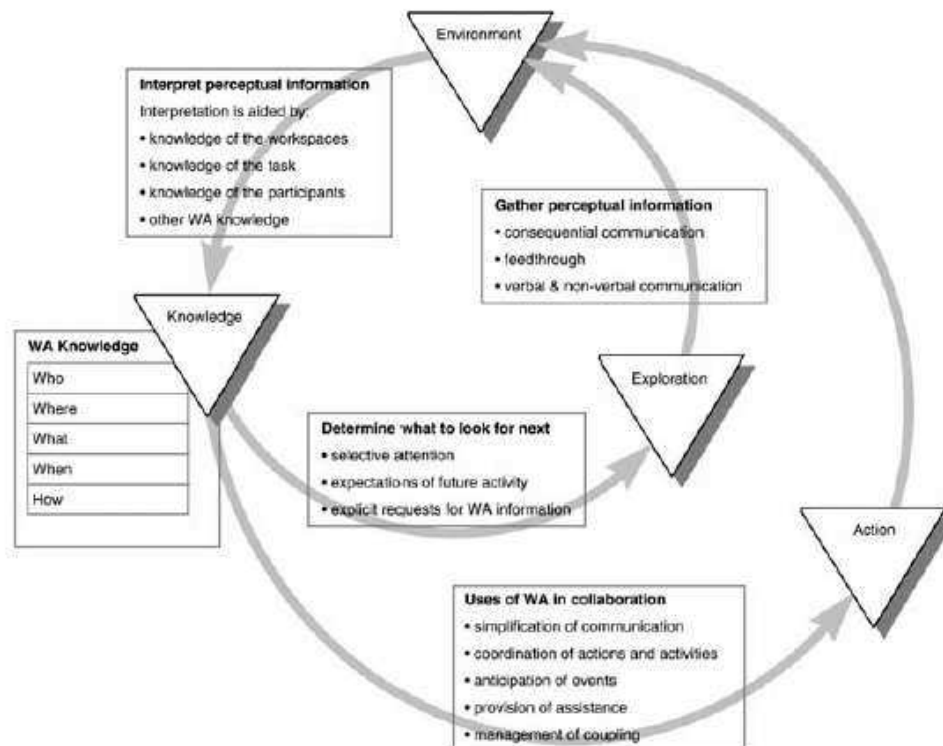 Environment
Interpret perceptual information
Interpretation is aided by:
• knowledge of the workspaces
• knowledge of the task
• knowledge of the participants
• other WA knowledge
Gather perceptual information
• consequential communication
• feedthrough
• verbal & non-verbal communication
Knowledge
WA Knowledge
Who
Where
What
When
How
Exploration
Determine what to look for next
• selective attention
• expectations of future activity
• explicit requests for WA information
Action
Uses of WA in collaboration
• simplification of communication
• coordination of actions and activities
• anticipation of events
• provision of assistance
• management of coupling